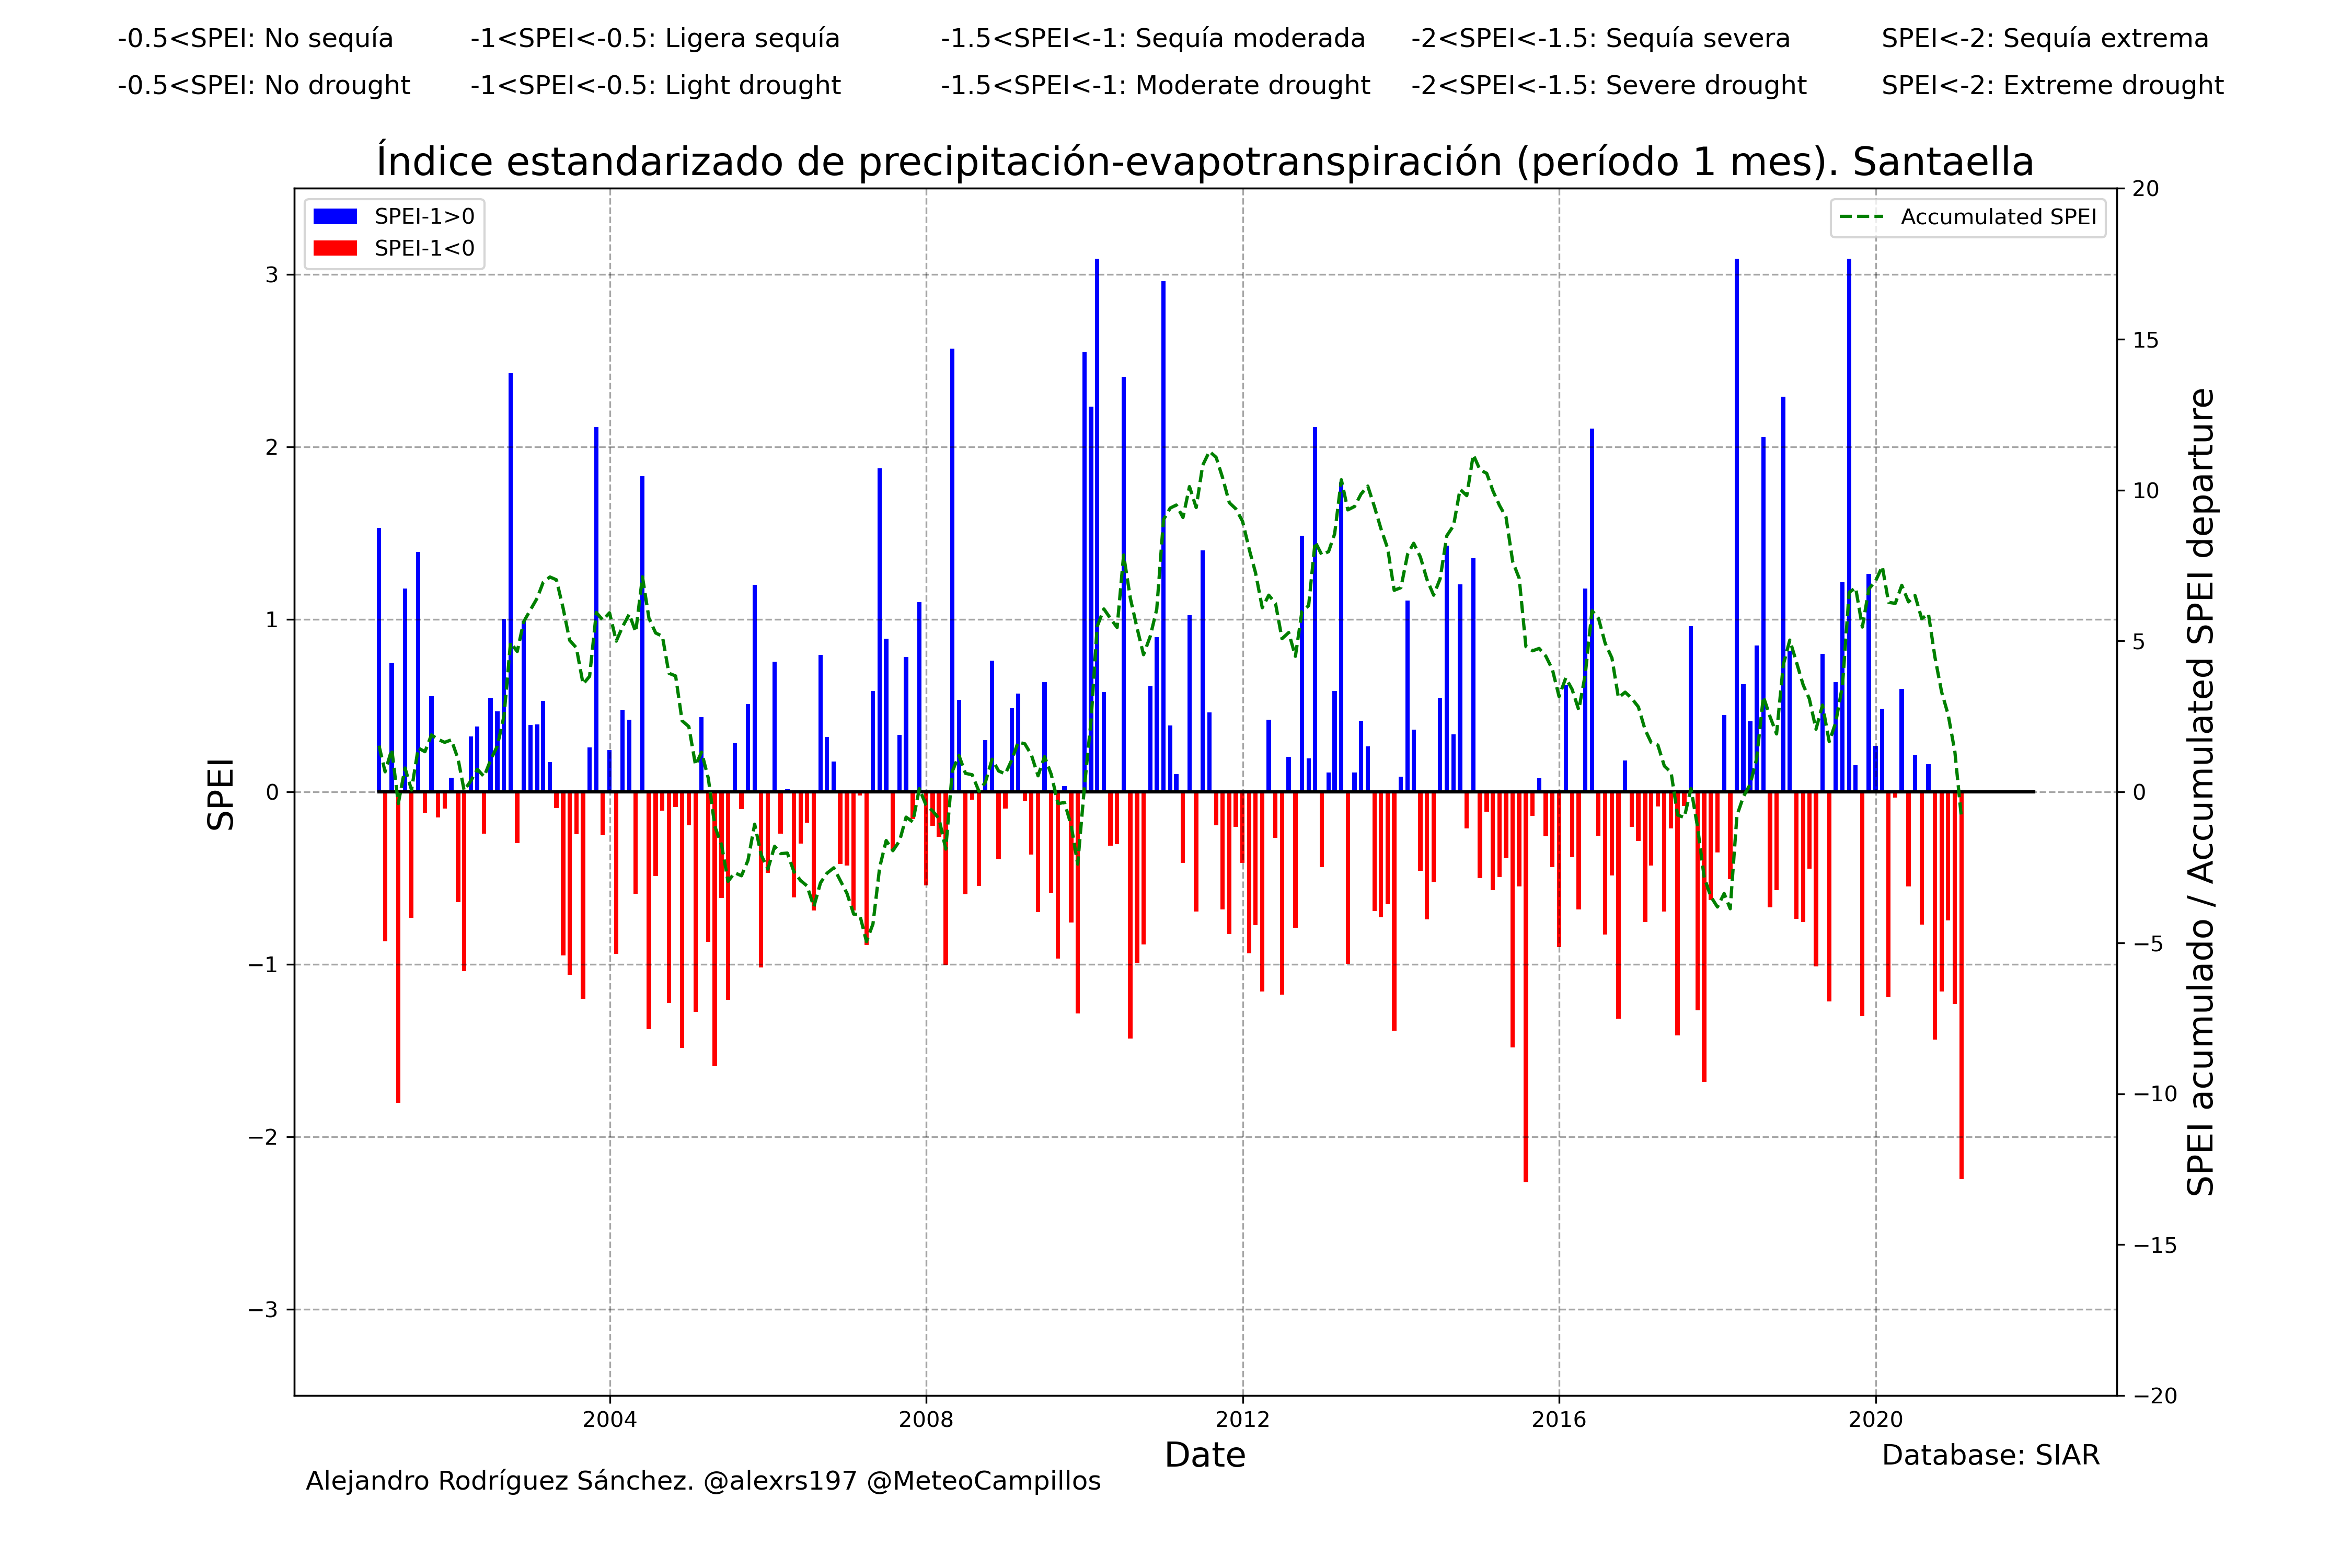 -0.5<SPEI: No sequía -1<SPEI<-0.5: Ligera sequía -1.5<SPEI<-1: Sequía moderada -2<SPEI<-1.5: Sequía severa SPEI<-2: Sequía extrema
-0.5<SPEI: No drought -1<SPEI<-0.5: Light drought -1.5<SPEI<-1: Moderate drought -2<SPEI<-1.5: Severe drought SPEI<-2: Extreme drought
Índice estandarizado de precipitación-evapotranspiración (período 1 mes). Santaella
SPEI-1>0
SPEI-1<0
Accumulated SPEI
SPEI
3
2
1
0
−1
−2
−3
20
15
10
5
0
−5
−10
−15
−20
SPEI acumulado / Accumulated SPEI departure
2004 2008 2012 2016 2020
Date
Database: SIAR
Alejandro Rodríguez Sánchez. @alexrs197 @MeteoCampillos